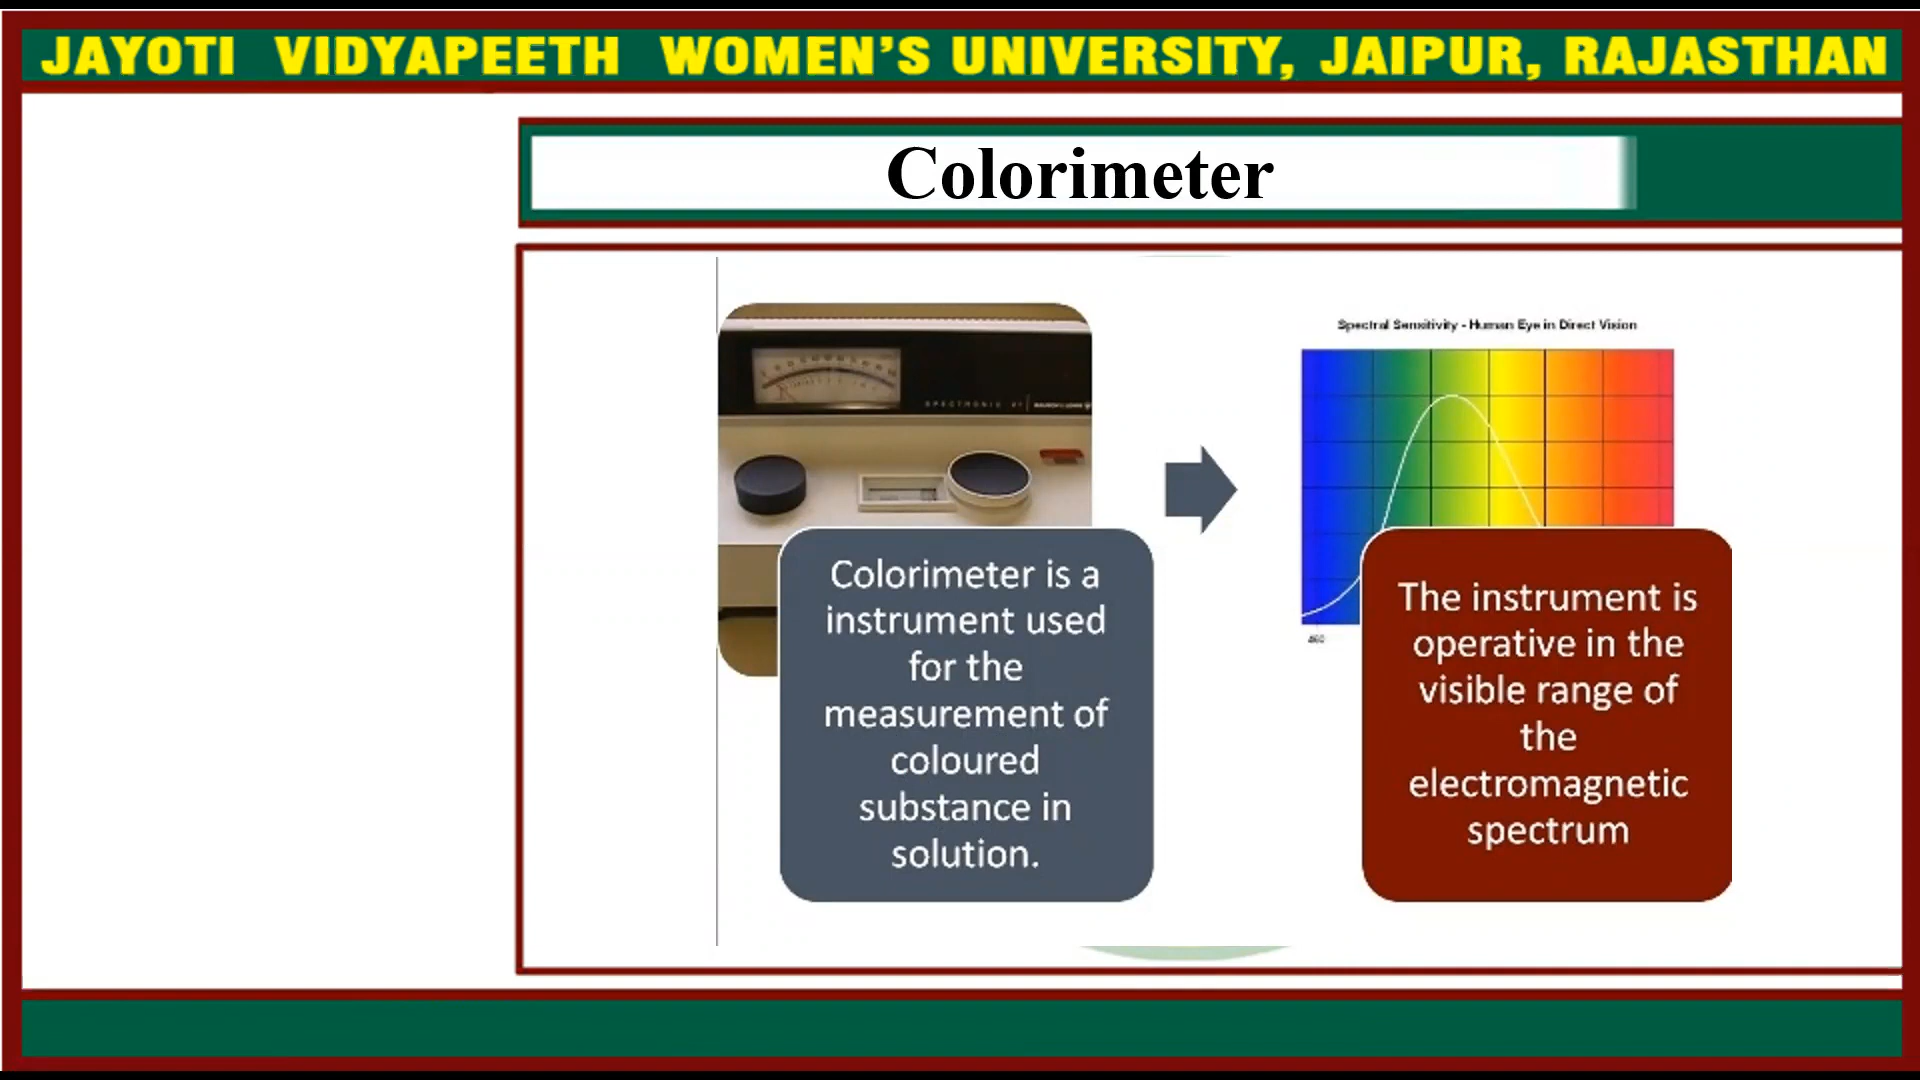 JAYOTI VIDYAPEETH WOMEN'S UNIVERSITY, JAIPUR, RAJASTHAN
Colorimeter
Spectral Sensitivity - Human Eye in Direct Vision
SPECTRONIC
Colorimeter is a
instrument used
for the
measurement of
coloured
substance in
solution.
The instrument is
operative in the
visible range of
the
electromagnetic
spectrum